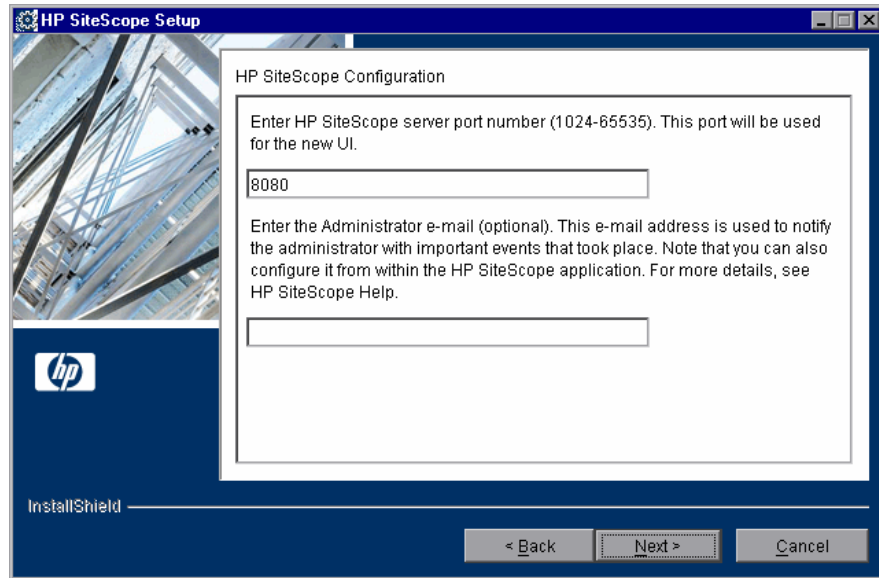 HP SiteScope Setup
HP SiteScope Configuration
Enter HP SiteScope server port number (1024-65535). This port will be used
for the new UI.
8080
Enter the Administrator e-mail (optional). This e-mail address is used to notify
the administrator with important events that took place. Note that you can also
configure it from within the HP SiteScope application. For more details, see
HP SiteScope Help.
hp
InstallShield
< Back
Next >
Cancel